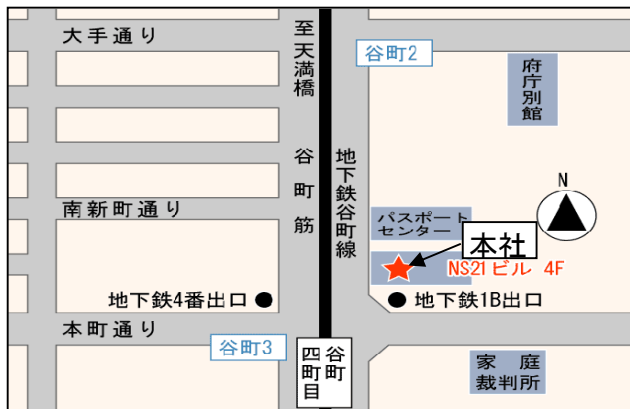 大手通り
至天満橋
谷町2
府庁別館
谷町筋
地下鉄谷町線
南新町通り
パスポート
センター
N
本社
NS21ビル 4F
地下鉄4番出口
地下鉄1B出口
本町通り
谷町3
谷町
四町目
家庭
裁判所